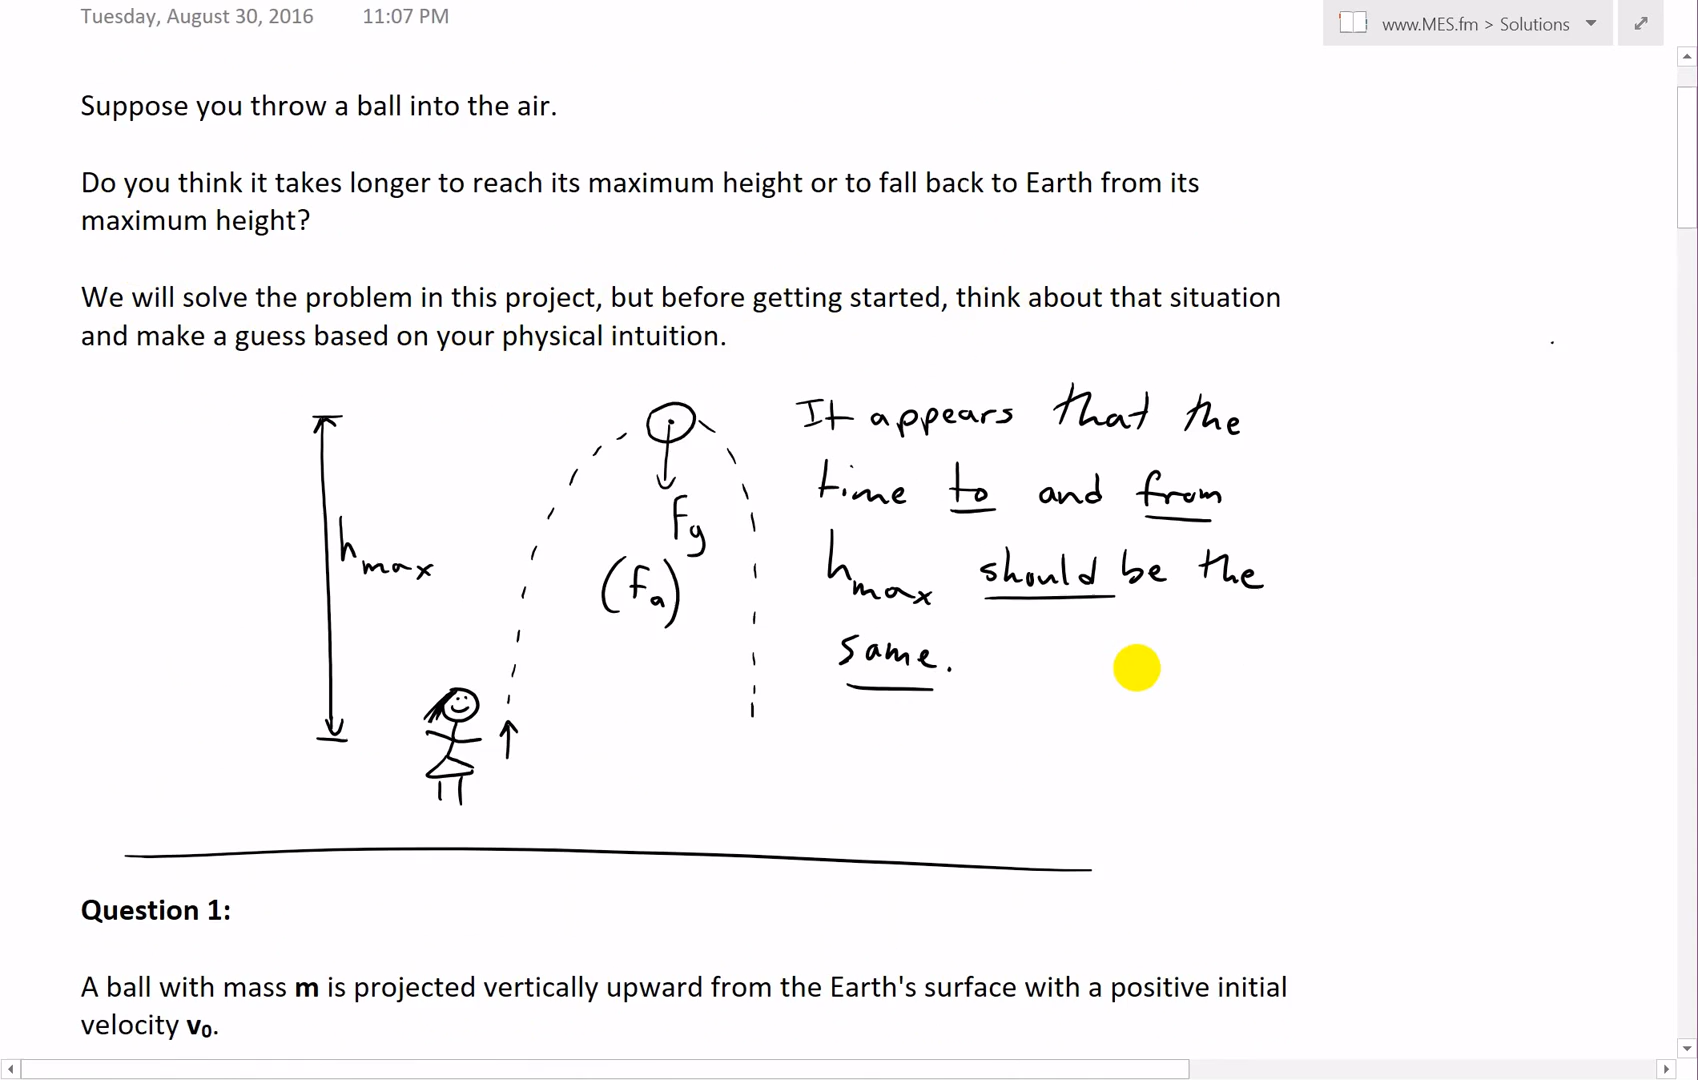 Tuesday, August 30, 2016 11:07 PM
www.MES.fm > Solutions
Suppose you throw a ball into the air.
Do you think it takes longer to reach its maximum height or to fall back to Earth from its
maximum height?
We will solve the problem in this project, but before getting started, think about that situation
and make a guess based on your physical intuition.
It appears that the
time to and from
hmax should be the
same.
hmax
Fg
(Fa)
Question 1:
A ball with mass m is projected vertically upward from the Earth's surface with a positive initial
velocity v₀.